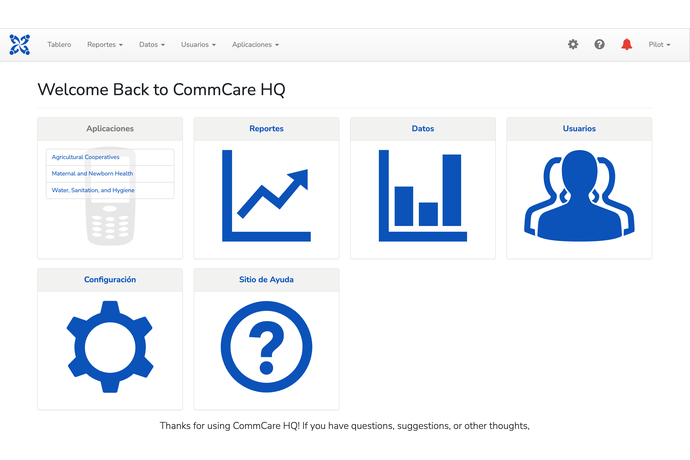 Tablero Reportes Datos Usuarios Aplicaciones Pilot
Welcome Back to CommCare HQ
Aplicaciones Reportes Datos Usuarios
Agricultural Cooperatives
Maternal and Newborn Health
Water, Sanitation, and Hygiene
Configuración Sitio de Ayuda
Thanks for using CommCare HQ! If you have questions, suggestions, or other thoughts,